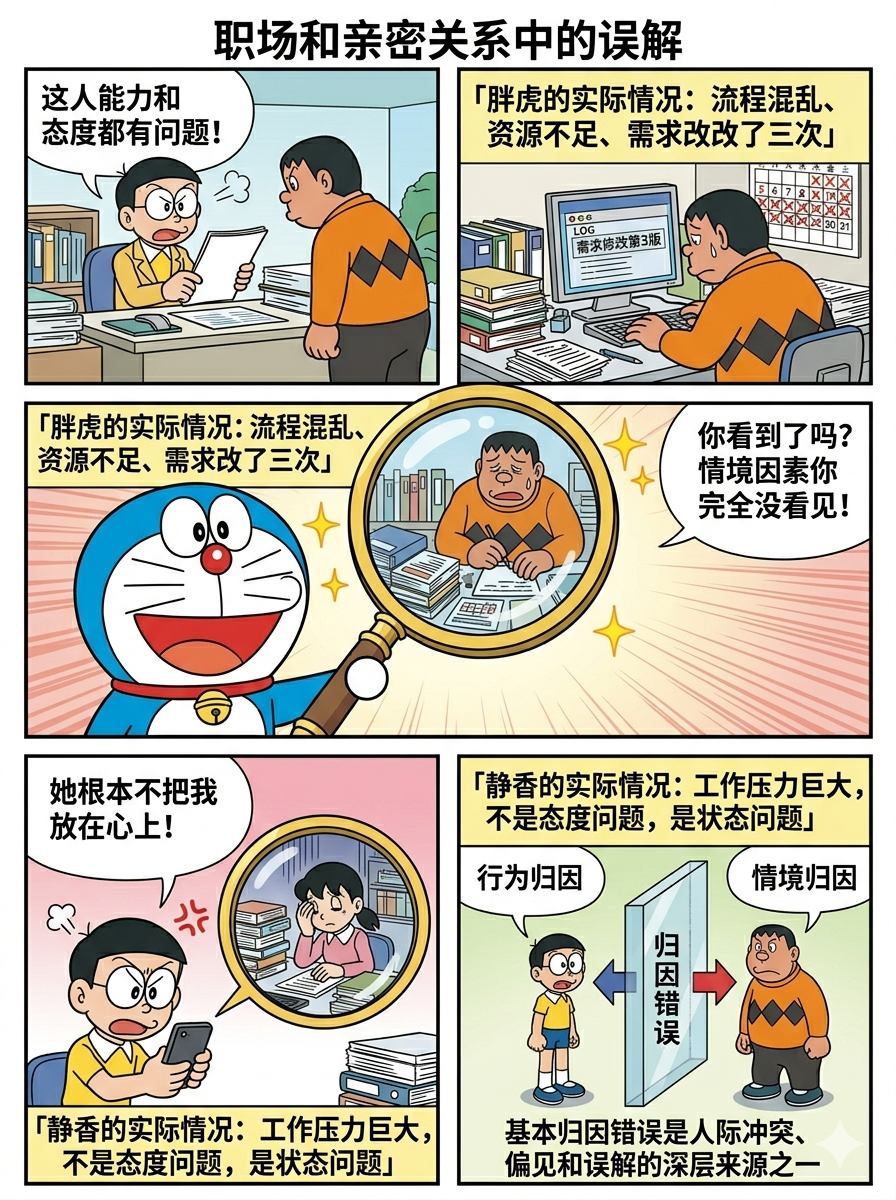 职场和亲密关系中的误解
这人能力和
态度都有问题！
「胖虎的实际情况：流程混乱、
资源不足、需求改改了三次」
LOG
需求修改第3版
5 6 7 8
22 30 21
「胖虎的实际情况：流程混乱、
资源不足、需求改了三次」
你看到了吗？
情境因素你
完全没看见！
她根本不把我
放在心上！
「静香的实际情况：工作压力巨大，
不是态度问题，是状态问题」
「静香的实际情况：工作压力巨大，
不是态度问题，是状态问题」
行为归因
情境归因
归因错误
基本归因错误是人际冲突、
偏见和误解的深层来源之一